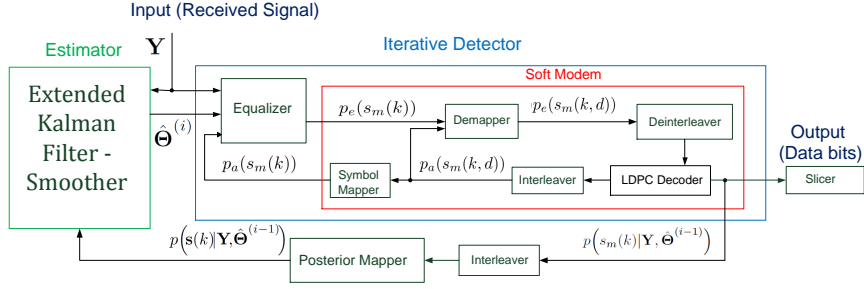 Input (Received Signal)
Y
Estimator
Iterative Detector
Soft Modem
Extended
Kalman
Filter -
Smoother
Θ̂^(i)
Equalizer
p_e(s_m(k))
Demapper
p_e(s_m(k, d))
Deinterleaver
Output
(Data bits)
p_a(s_m(k))
Symbol
Mapper
p_a(s_m(k, d))
Interleaver
LDPC Decoder
Slicer
p(s(k)|Y,Θ̂^(i−1))
Posterior Mapper
Interleaver
p(s_m(k)|Y, Θ̂^(i−1))